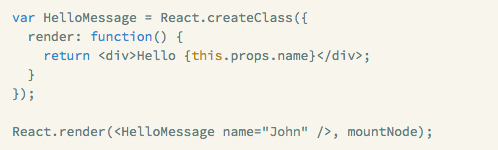 var HelloMessage = React.createClass({
  render: function() {
    return <div>Hello {this.props.name}</div>;
  }
});

React.render(<HelloMessage name="John" />, mountNode);